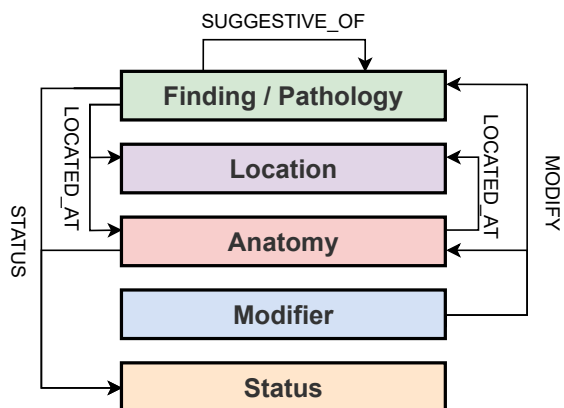 SUGGESTIVE_OF
Finding / Pathology
LOCATED_AT
Location
LOCATED_AT
MODIFY
STATUS
Anatomy
Modifier
Status